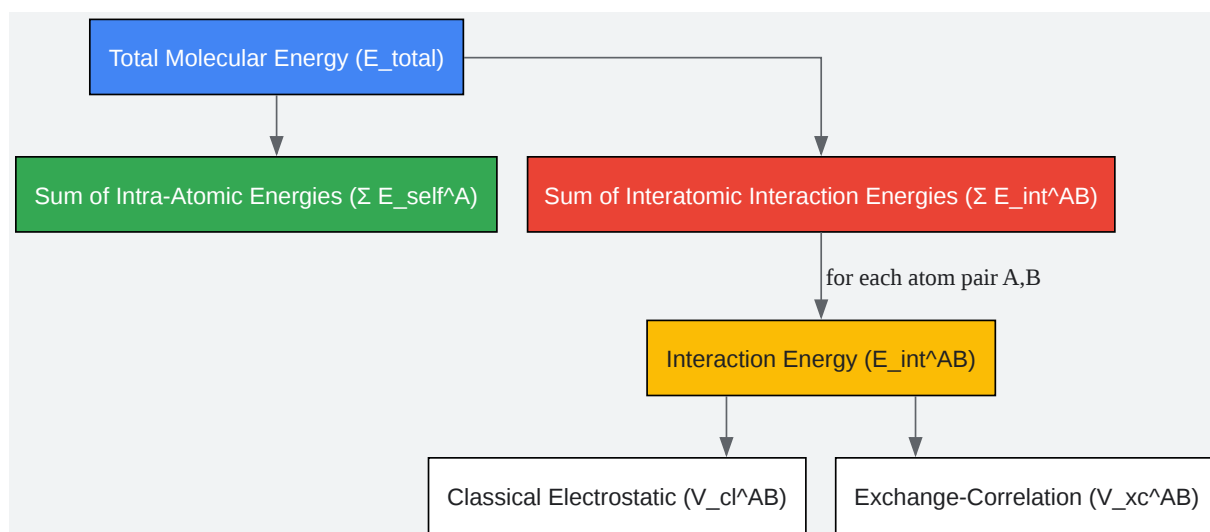 Total Molecular Energy (E_total)
Sum of Intra-Atomic Energies (Σ E_self^A)
Sum of Interatomic Interaction Energies (Σ E_int^AB)
for each atom pair A,B
Interaction Energy (E_int^AB)
Classical Electrostatic (V_cl^AB)
Exchange-Correlation (V_xc^AB)